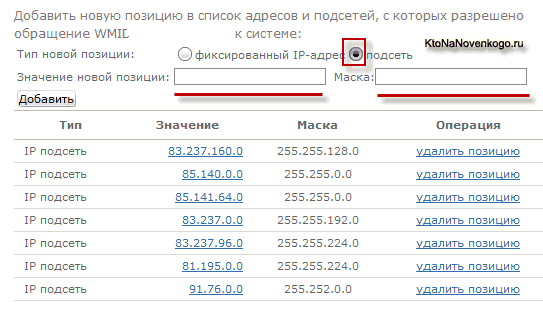 Добавить новую позицию в список адресов и подсетей, с которых разрешено
обращение WMID к системе:
KtoNaNovenkogo.ru
Тип новой позиции: фиксированный IP-адрес подсеть
Значение новой позиции: Маска:
Добавить
Тип Значение Маска Операция
IP подсеть 83.237.160.0 255.255.128.0 удалить позицию
IP подсеть 85.140.0.0 255.255.0.0 удалить позицию
IP подсеть 85.141.64.0 255.255.0.0 удалить позицию
IP подсеть 83.237.0.0 255.255.192.0 удалить позицию
IP подсеть 83.237.96.0 255.255.224.0 удалить позицию
IP подсеть 81.195.0.0 255.255.224.0 удалить позицию
IP подсеть 91.76.0.0 255.252.0.0 удалить позицию